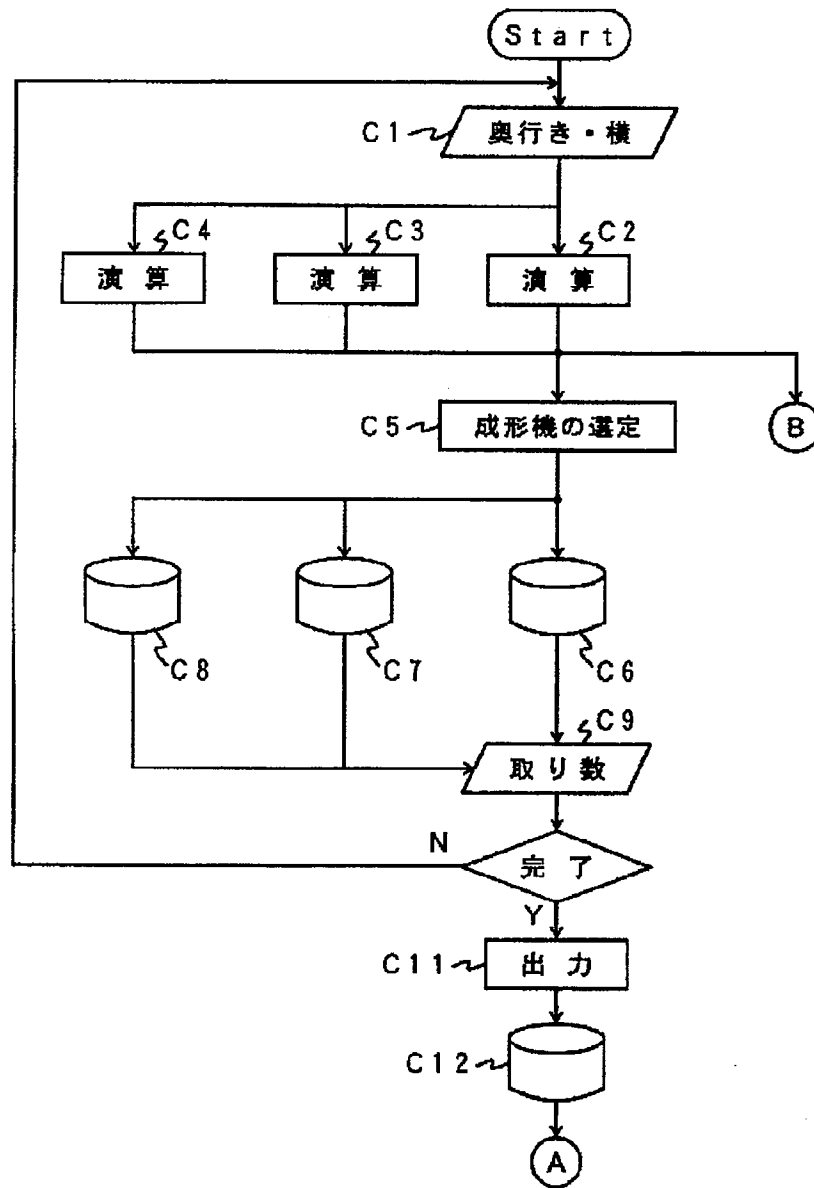 Start
C1 奥行き・横
C4 C3 C2
演算 演算 演算
C5 成形機の選定 B
C8 C7 C6
C9
取り数
N 完了
Y
C11 出力
C12
A